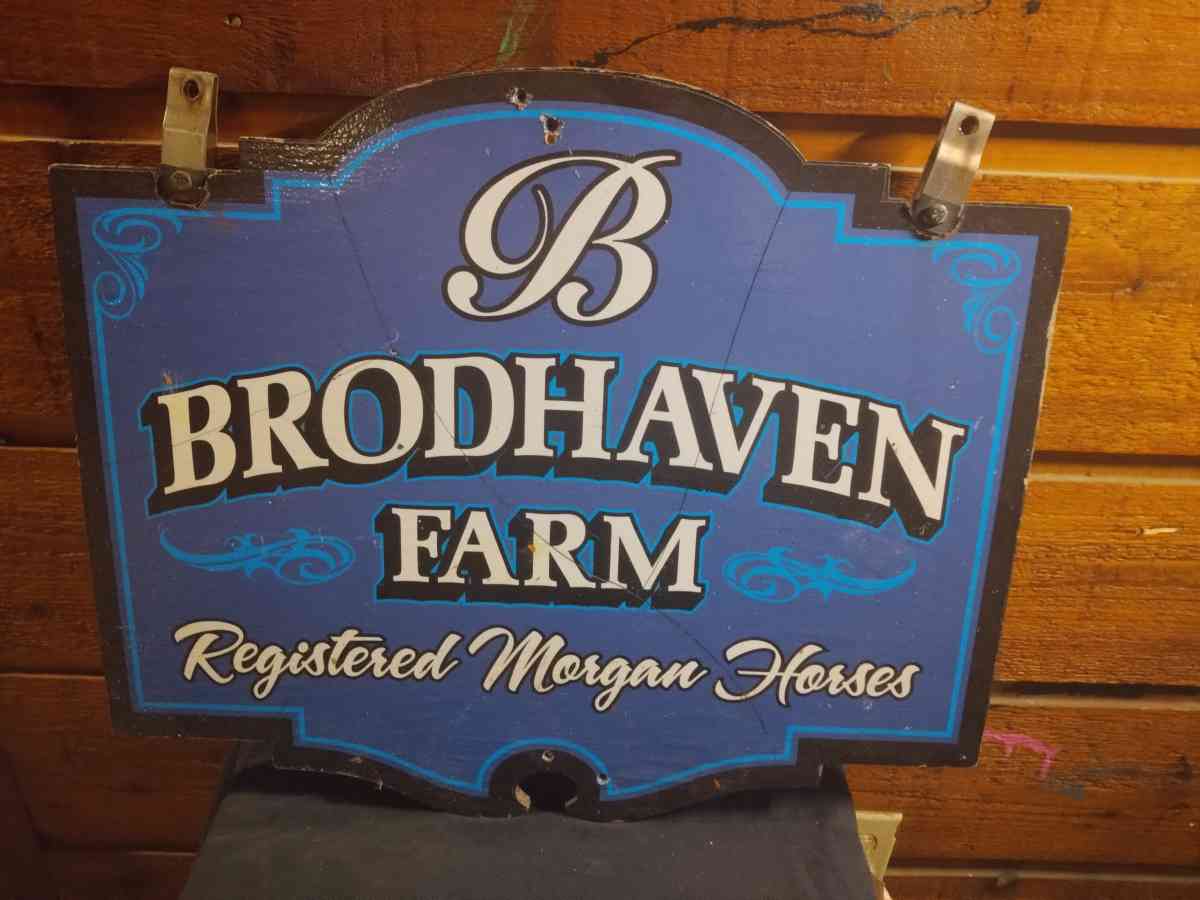 B
BRODHAVEN
FARM
Registered Morgan Horses